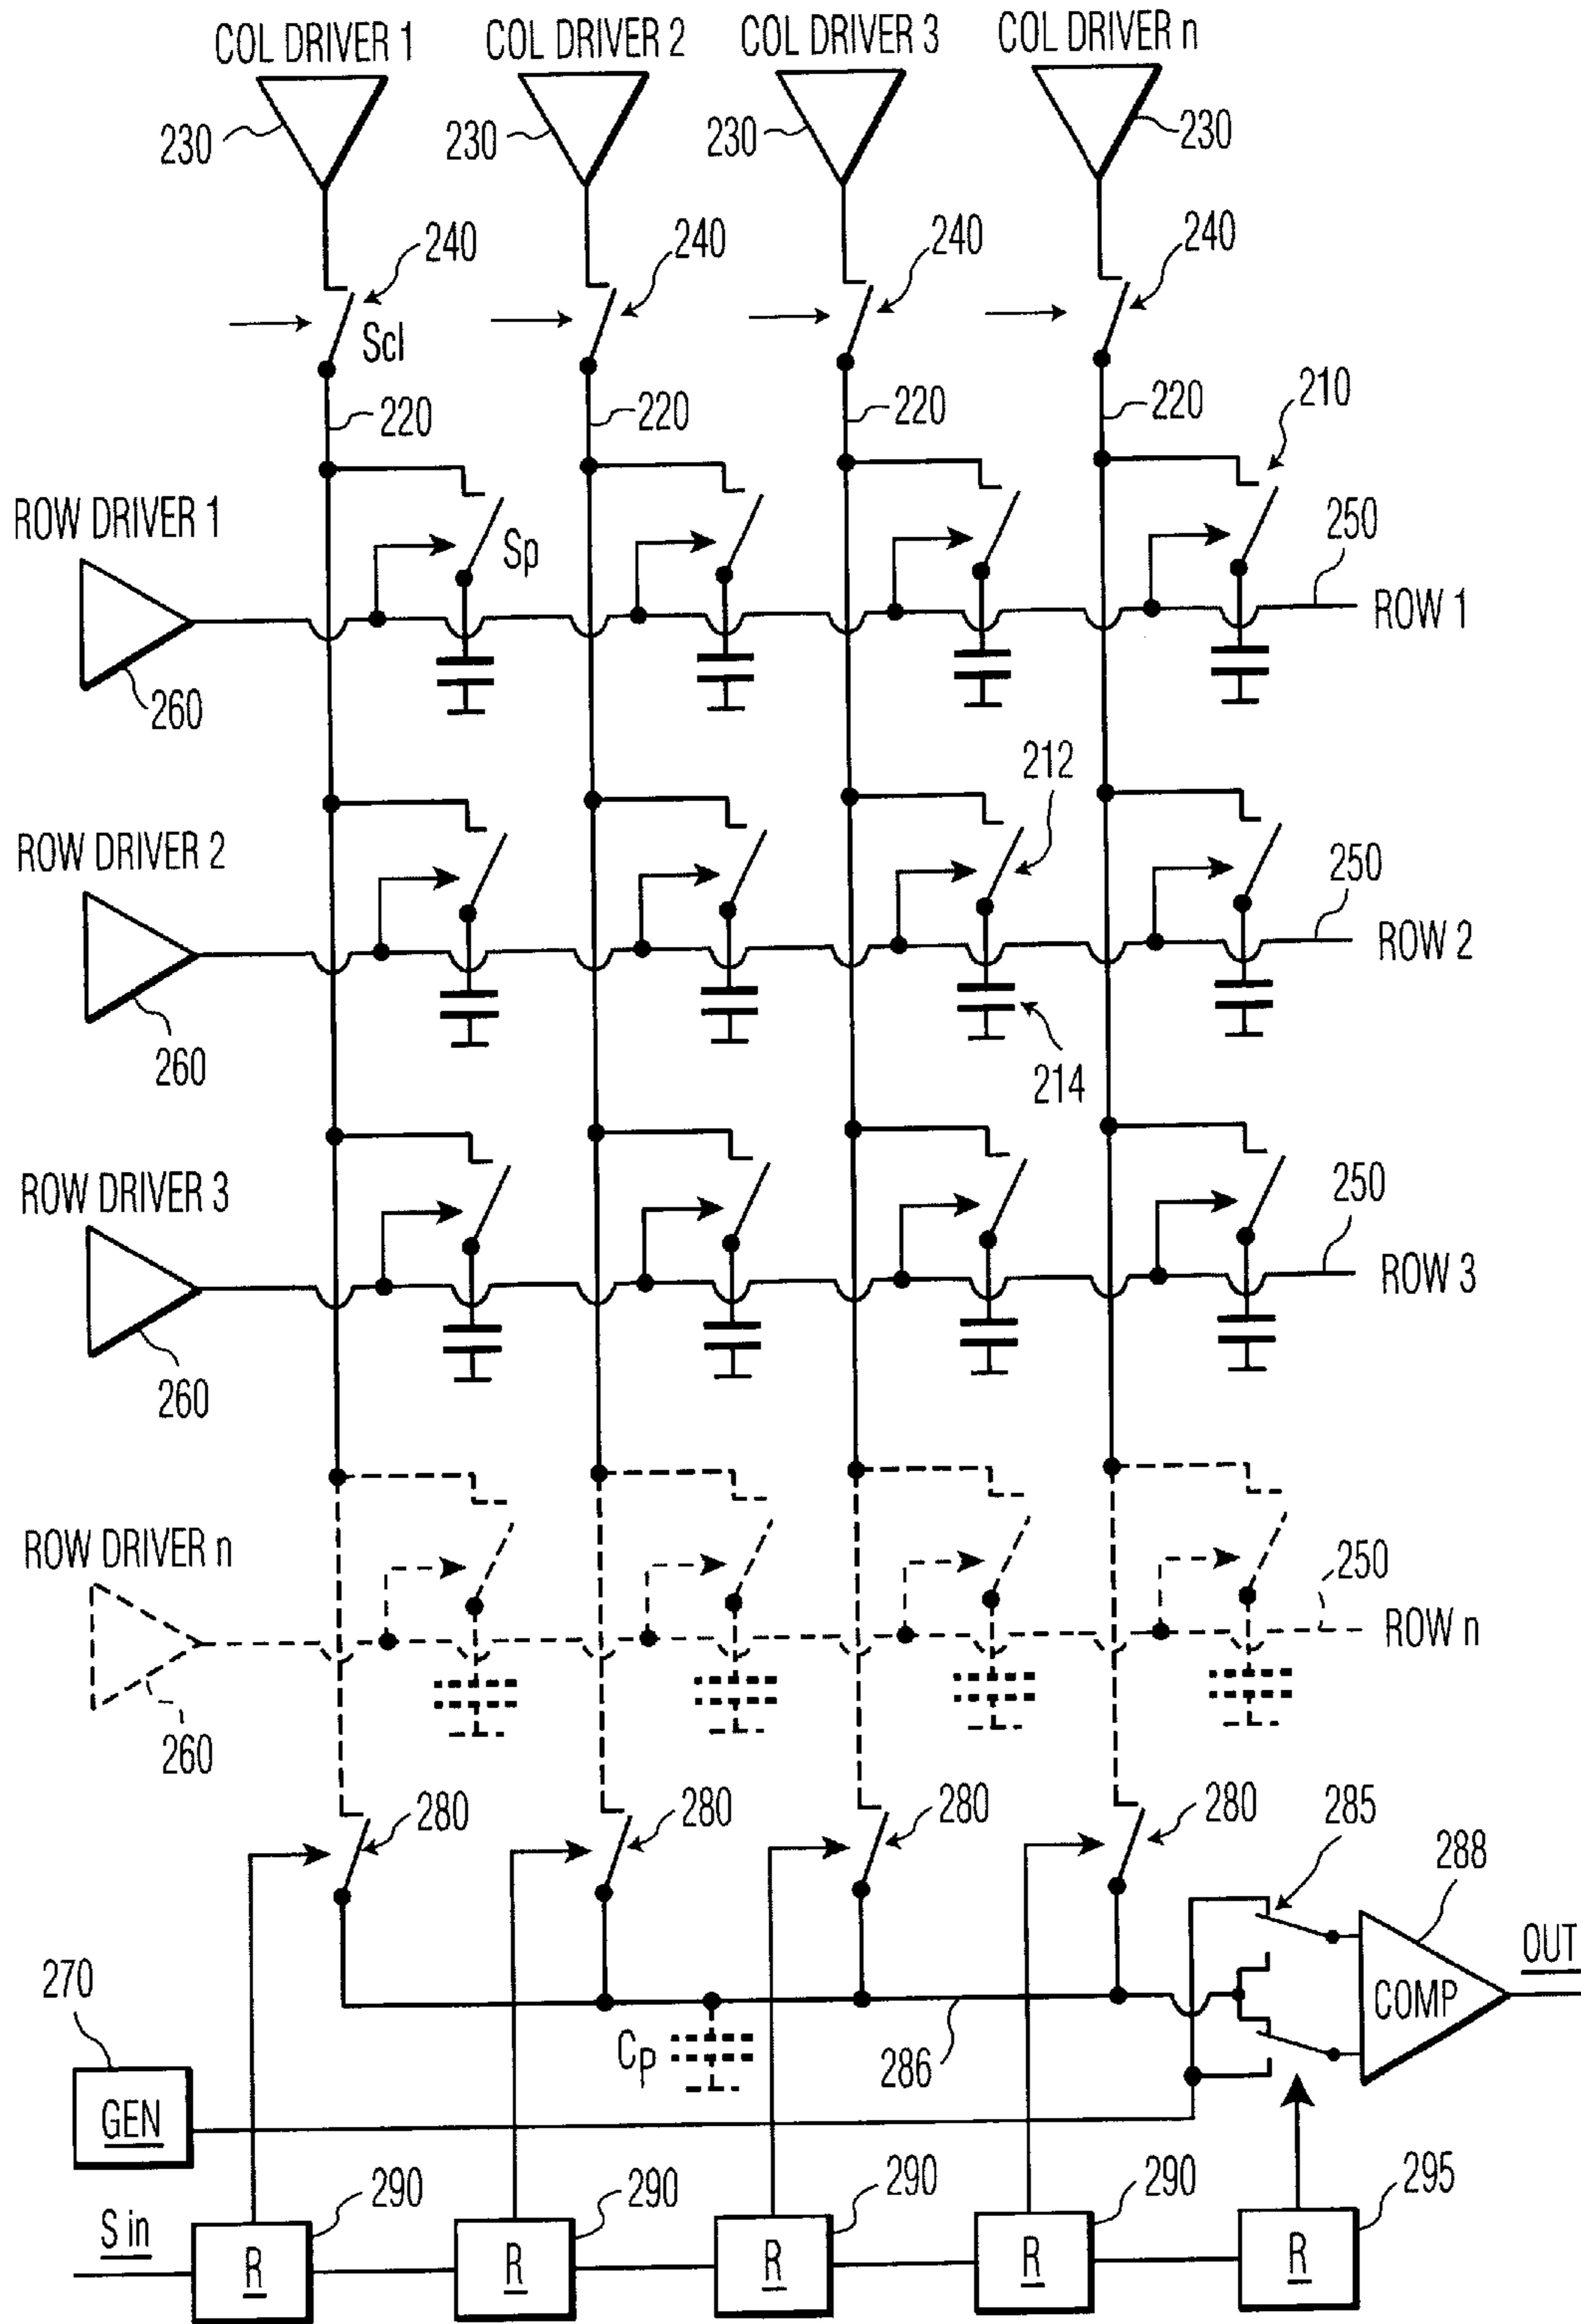 COL DRIVER 1 COL DRIVER 2 COL DRIVER 3 COL DRIVER n
230 230 230 230
240 240 240 240
Scl
220 220 220 220 210
ROW DRIVER 1 Sp 250
ROW 1
260
212
ROW DRIVER 2 250
ROW 2
260 214
ROW DRIVER 3 250
ROW 3
260
ROW DRIVER n 250
ROW n
260
280 280 280 280 285
288
OUT
270 COMP
Cp 286
GEN
290 290 290 290 295
S in
R R R R R